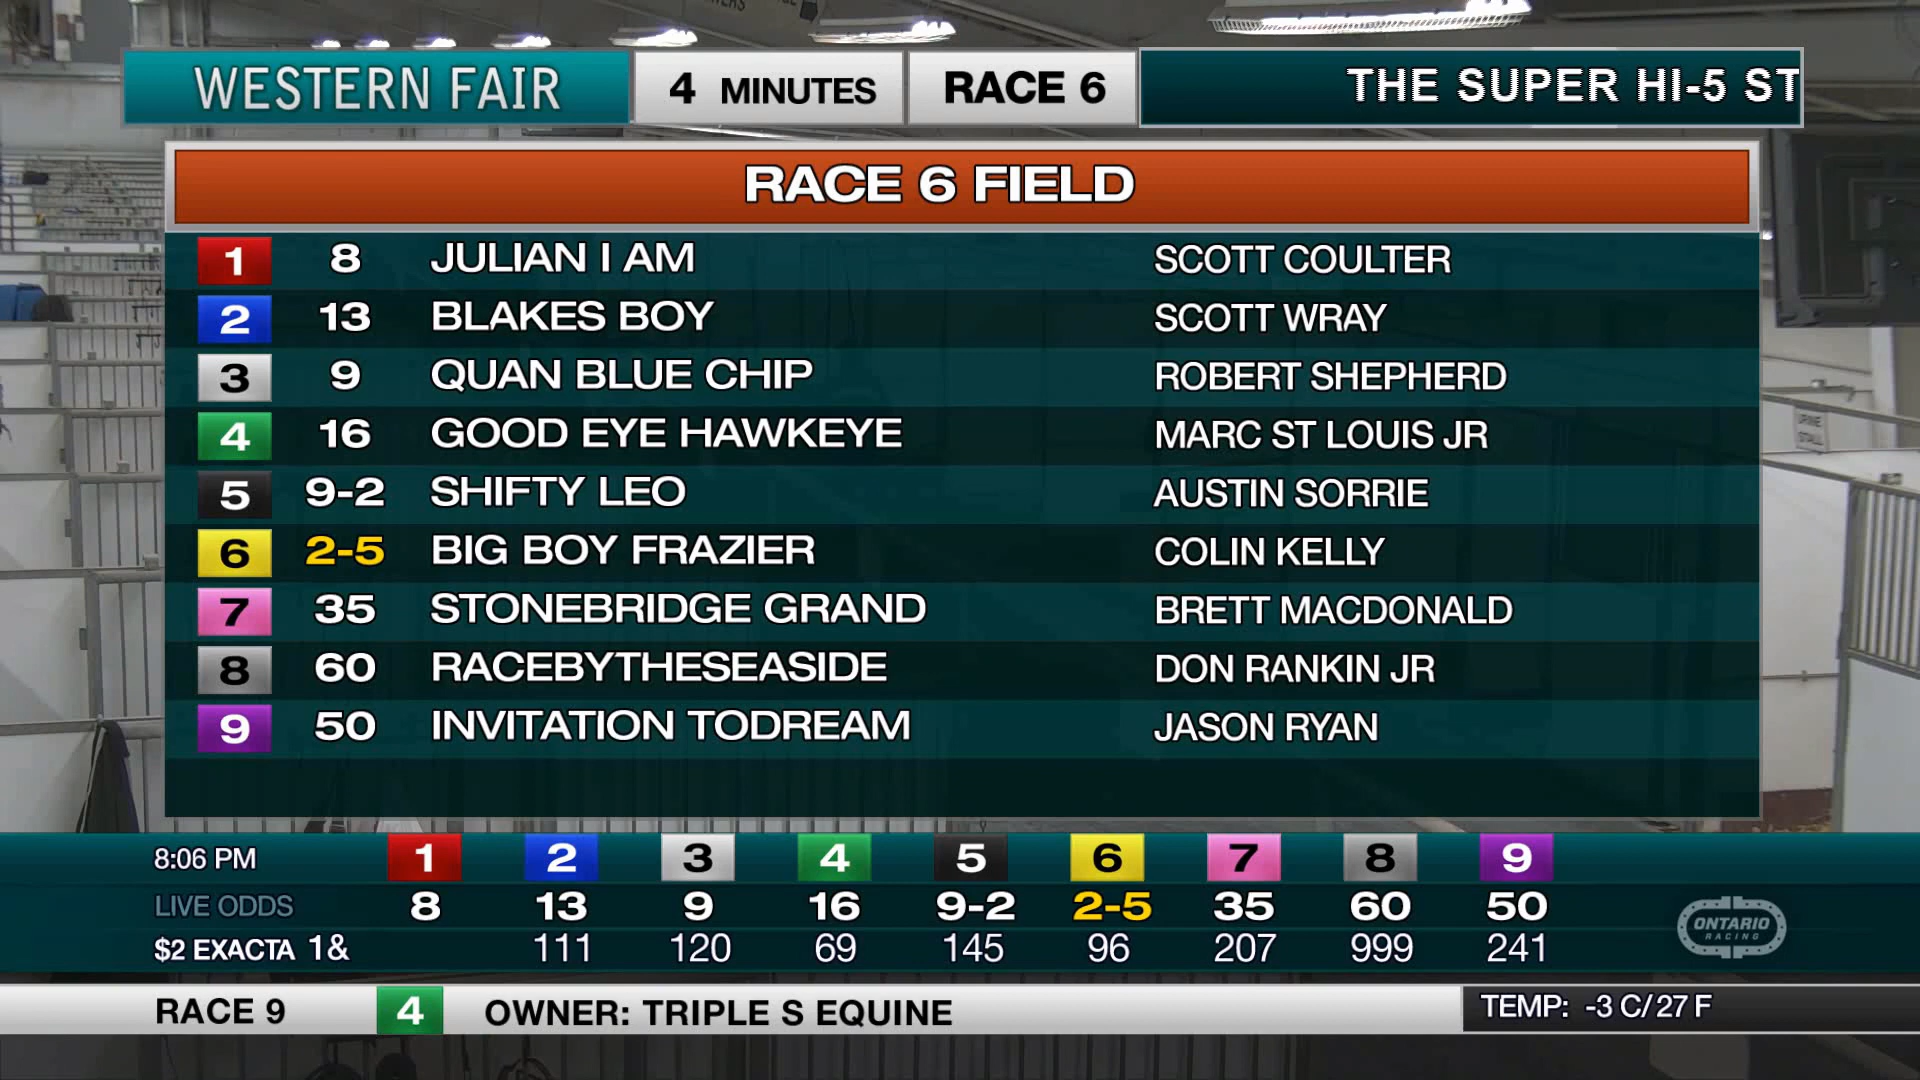 WESTERN FAIR 4 MINUTES RACE 6 THE SUPER HI-5 ST
RACE 6 FIELD
1 8 JULIAN I AM SCOTT COULTER
2 13 BLAKES BOY SCOTT WRAY
3 9 QUAN BLUE CHIP ROBERT SHEPHERD
4 16 GOOD EYE HAWKEYE MARC ST LOUIS JR
5 9-2 SHIFTY LEO AUSTIN SORRIE
6 2-5 BIG BOY FRAZIER COLIN KELLY
7 35 STONEBRIDGE GRAND BRETT MACDONALD
8 60 RACEBYTHESEASIDE DON RANKIN JR
9 50 INVITATION TODREAM JASON RYAN
URINE
STALL
8:06 PM 1 2 3 4 5 6 7 8 9
LIVE ODDS 8 13 9 16 9-2 2-5 35 60 50
$2 EXACTA 1& 111 120 69 145 96 207 999 241
ONTARIO
RACING
RACE 9 4 OWNER: TRIPLE S EQUINE TEMP: -3 C/27 F